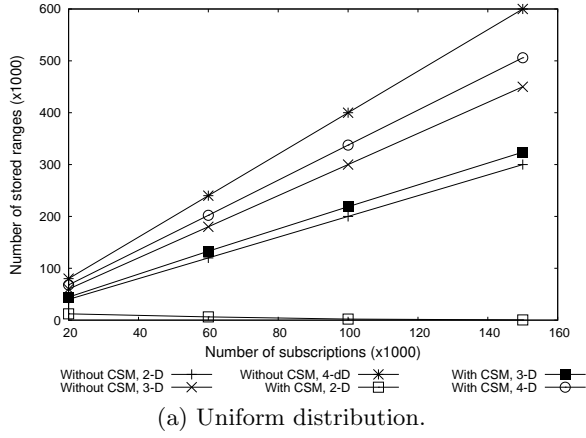 600
500
400
300
200
100
0
20
40
60
80
100
120
140
160
Number of stored ranges (x1000)
Number of subscriptions (x1000)
Without CSM, 2-D
Without CSM, 4-dD
With CSM, 3-D
Without CSM, 3-D
With CSM, 2-D
With CSM, 4-D
(a) Uniform distribution.